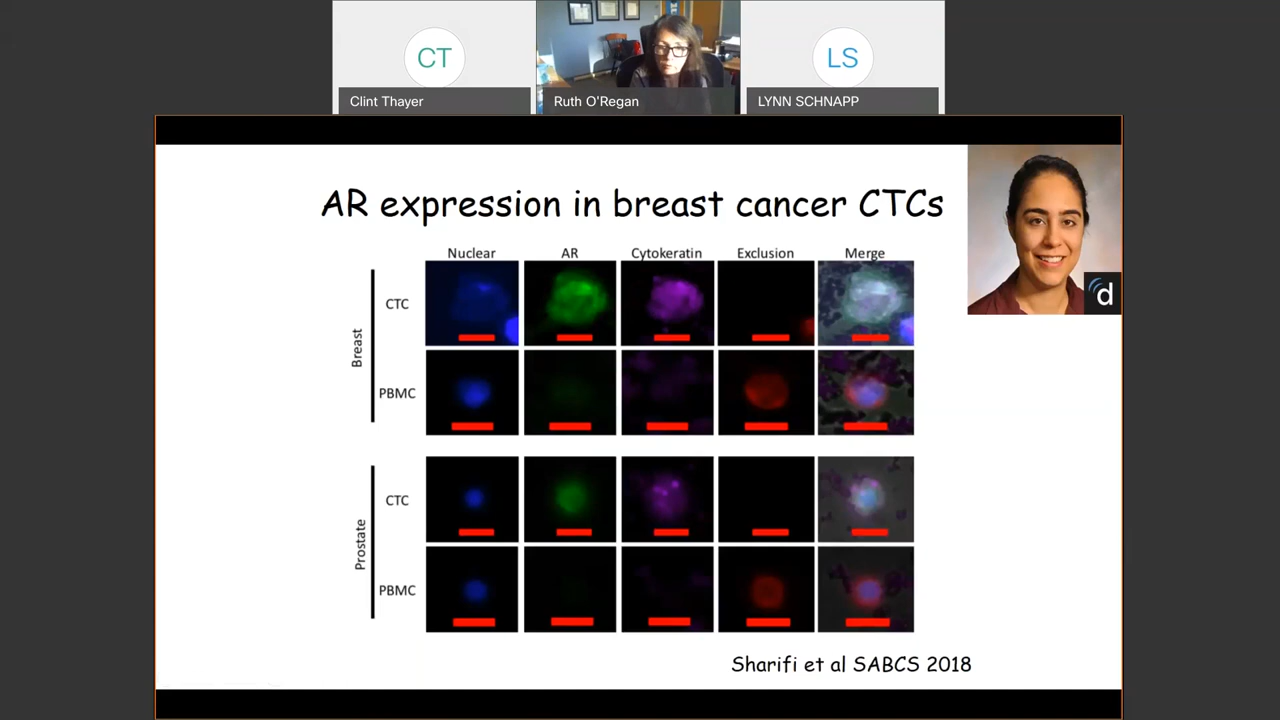 CT
LS
Clint Thayer
Ruth O'Regan
LYNN SCHNAPP
AR expression in breast cancer CTCs
d
Nuclear AR Cytokeratin Exclusion Merge
Breast
CTC
PBMC
Prostate
CTC
PBMC
Sharifi et al SABCS 2018